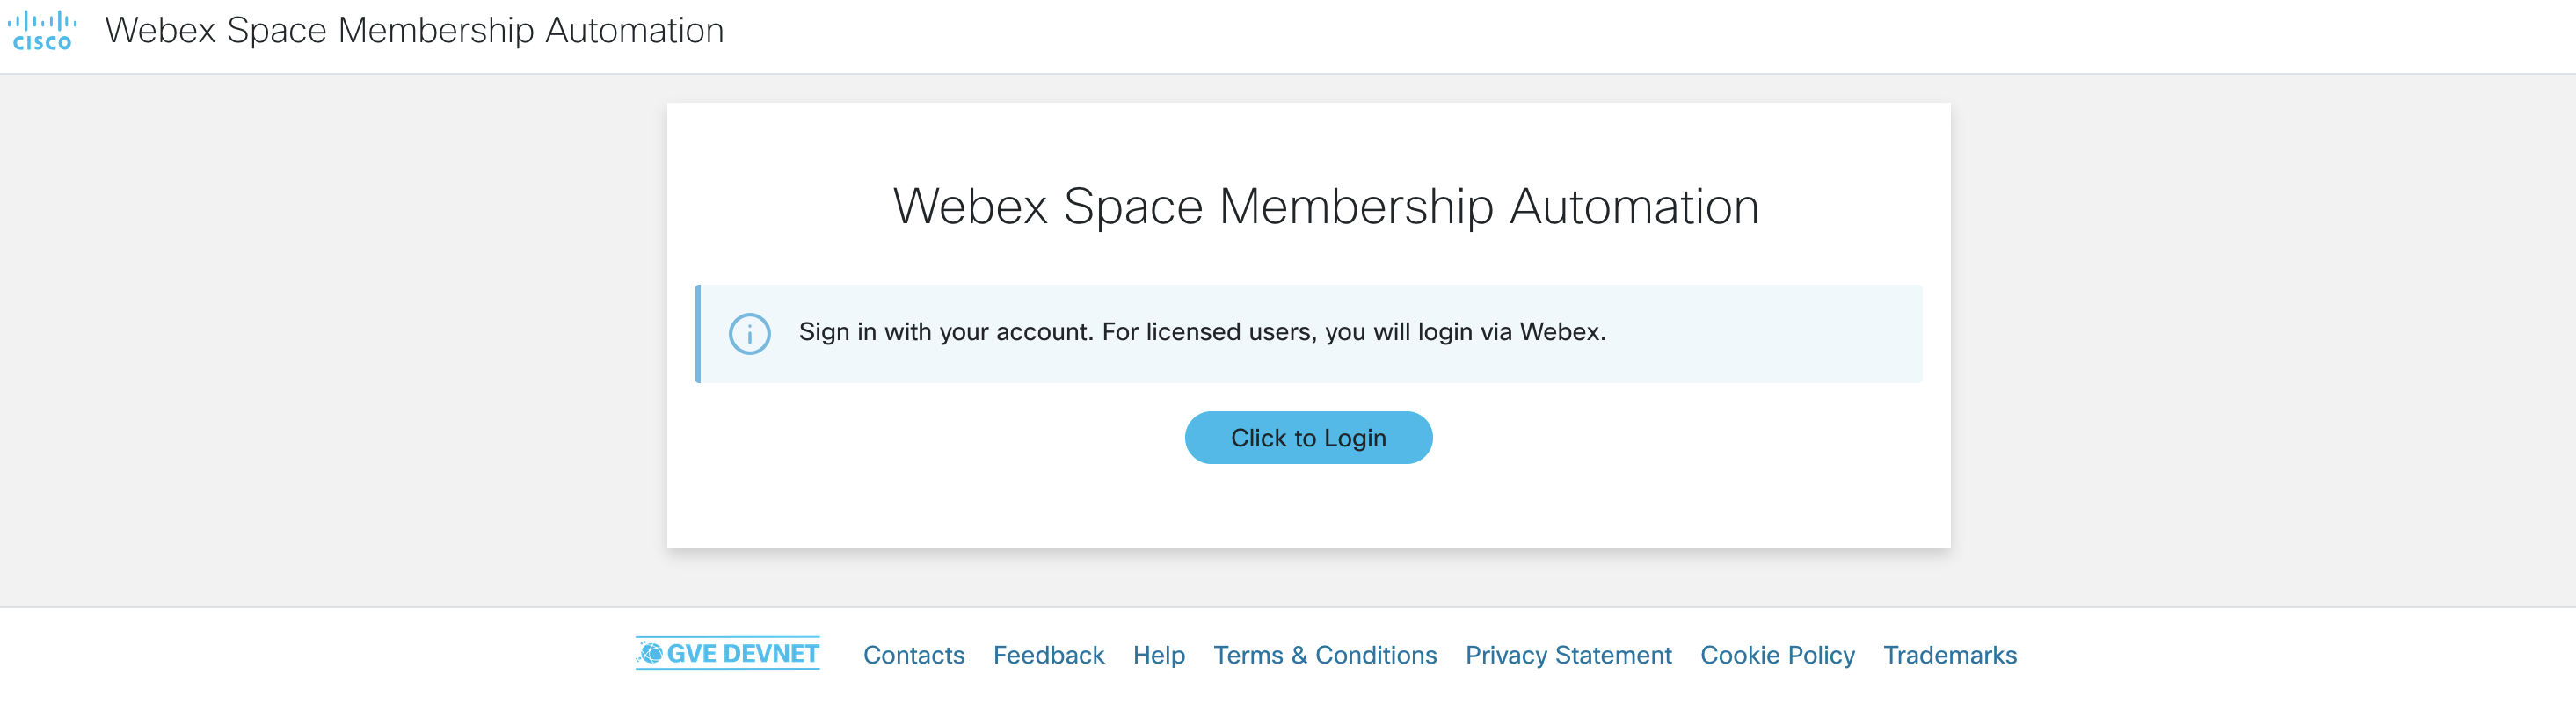 CISCO
Webex Space Membership Automation
Webex Space Membership Automation
Sign in with your account. For licensed users, you will login via Webex.
Click to Login
GVE DEVNET
Contacts
Feedback
Help
Terms & Conditions
Privacy Statement
Cookie Policy
Trademarks